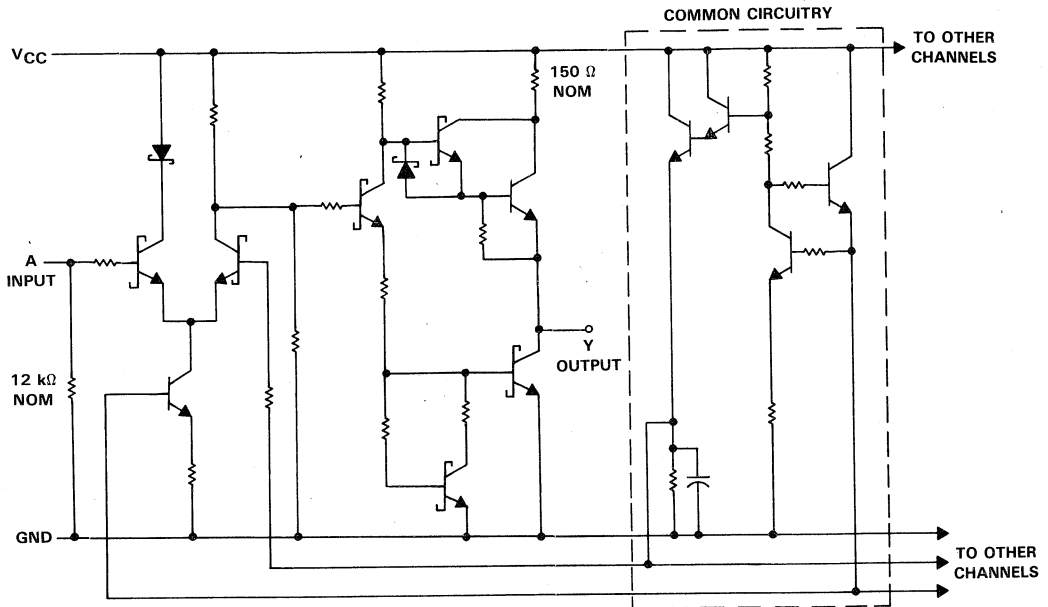 COMMON CIRCUITRY
VCC
TO OTHER
CHANNELS
150 Ω
NOM
A
INPUT
Y
OUTPUT
12 kΩ
NOM
GND
TO OTHER
CHANNELS